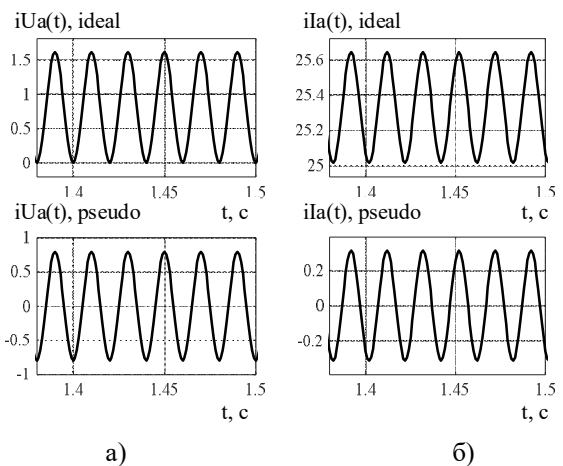 iUa(t), ideal
1.5
1
0.5
0
1.4
1.45
1.5
iUa(t), pseudo
t, c
1
0.5
0
-0.5
-1
1.4
1.45
1.5
t, c
а)
iIa(t), ideal
25.6
25.4
25.2
25
1.4
1.45
1.5
iIa(t), pseudo
t, c
0.2
0
-0.2
1.4
1.45
1.5
t, c
б)